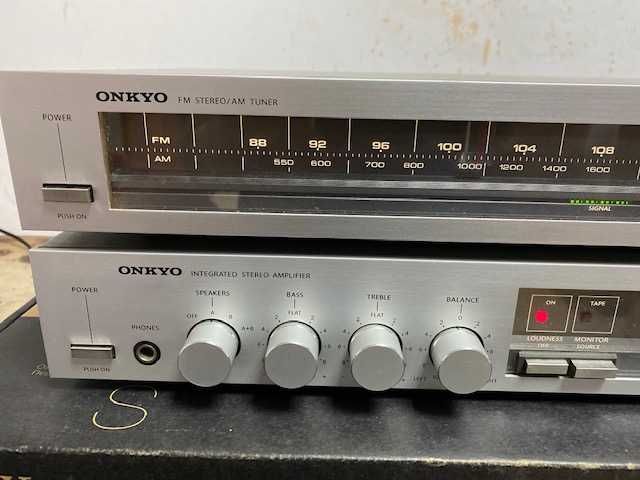 ONKYO FM STEREO/AM TUNER
POWER
FM 88 92 96 100 104 108
AM 550 600 700 800 1000 1200 1400 1600
PUSH ON
SIGNAL
ONKYO INTEGRATED STEREO AMPLIFIER
POWER
SPEAKERS BASS TREBLE BALANCE
OFF A B A+B
FLAT FLAT 0
PHONES
ON TAPE
LOUDNESS MONITOR
OFF SOURCE
PUSH ON
LEFT
S